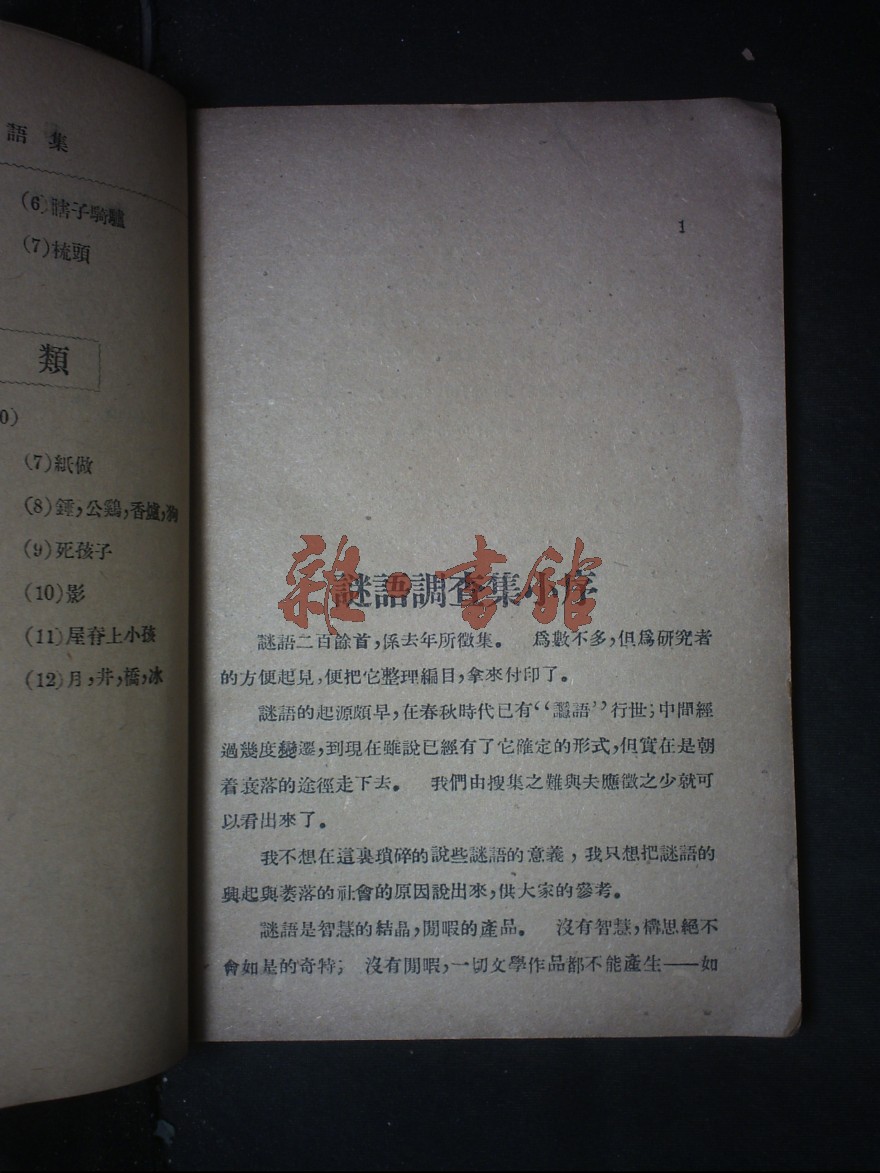 語集
(6)瞎子騎驢
(7)梳頭
類
0)
(7)紙做
(8)錘,公鷄,香爐,狗
(9)死孩子
(10)影
(11)屋脊上小孩
(12)月,井,橋,冰
1
雜·書館
謎語調查集小序
謎語二百餘首,係去年所徵集。 爲數不多,但爲研究者
的方便起見,便把它整理編目,拿來付印了。
謎語的起源頗早,在春秋時代已有‘‘讔語’’行世;中間經
過幾度變遷,到現在雖說已經有了它確定的形式,但實在是朝
着衰落的途徑走下去。 我們由搜集之難與夫應徵之少就可
以看出來了。
我不想在這裏瑣碎的說些謎語的意義,我只想把謎語的
興起與萎落的社會的原因說出來,供大家的參考。
謎語是智慧的結晶,閒暇的產品。 沒有智慧,構思絕不
會如是的奇特; 沒有閒暇,一切文學作品都不能產生——如